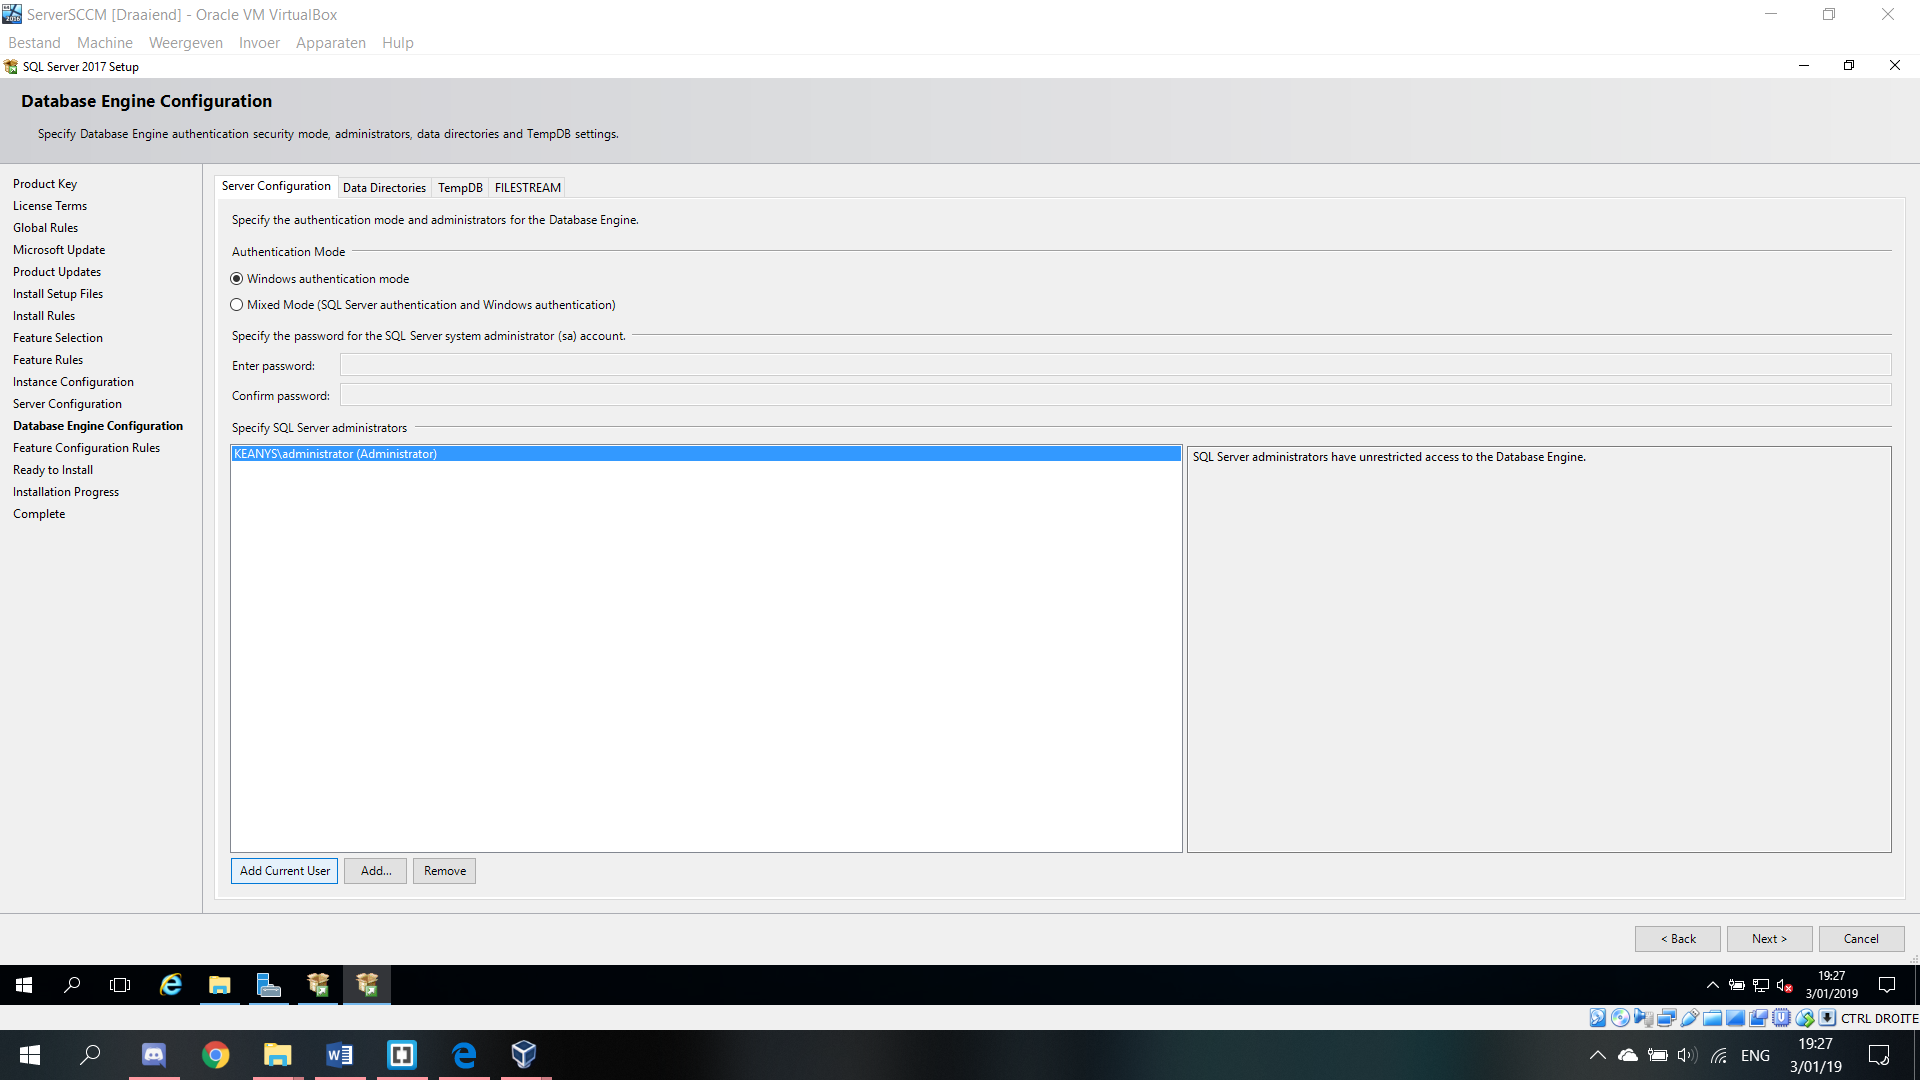 ServerSCCM [Draaiend] - Oracle VM VirtualBox
Bestand Machine Weergeven Invoer Apparaten Hulp
SQL Server 2017 Setup
Database Engine Configuration
Specify Database Engine authentication security mode, administrators, data directories and TempDB settings.
Product Key
License Terms
Global Rules
Microsoft Update
Product Updates
Install Setup Files
Install Rules
Feature Selection
Feature Rules
Instance Configuration
Server Configuration
Database Engine Configuration
Feature Configuration Rules
Ready to Install
Installation Progress
Complete
Server Configuration Data Directories TempDB FILESTREAM
Specify the authentication mode and administrators for the Database Engine.
Authentication Mode
Windows authentication mode
Mixed Mode (SQL Server authentication and Windows authentication)
Specify the password for the SQL Server system administrator (sa) account.
Enter password:
Confirm password:
Specify SQL Server administrators
KEANYS\administrator (Administrator)
SQL Server administrators have unrestricted access to the Database Engine.
Add Current User Add... Remove
< Back Next > Cancel
19:27
3/01/2019
CTRL DROITE
ENG
19:27
3/01/19